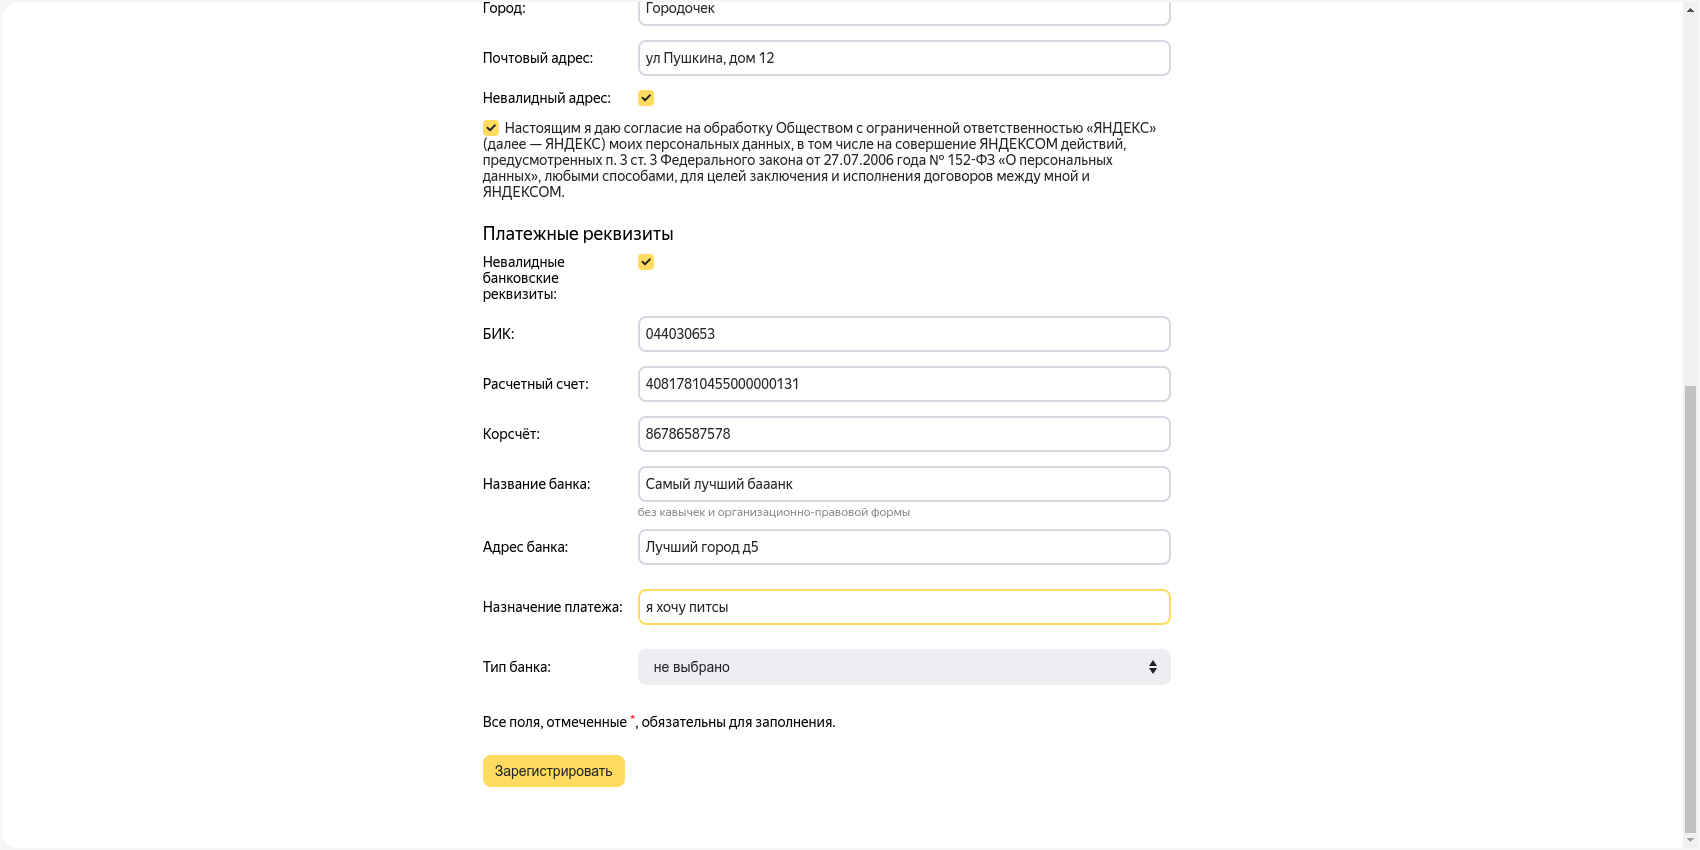 Город:
Городочек
Почтовый адрес:
ул Пушкина, дом 12
Невалидный адрес:
Настоящим я даю согласие на обработку Обществом с ограниченной ответственностью «ЯНДЕКС»
(далее — ЯНДЕКС) моих персональных данных, в том числе на совершение ЯНДЕКСОМ действий,
предусмотренных п. 3 ст. 3 Федерального закона от 27.07.2006 года № 152-ФЗ «О персональных
данных», любыми способами, для целей заключения и исполнения договоров между мной и
ЯНДЕКСОМ.
Платежные реквизиты
Невалидные
банковские
реквизиты:
БИК:
044030653
Расчетный счет:
40817810455000000131
Корсчёт:
86786587578
Название банка:
Самый лучший бааанк
без кавычек и организационно-правовой формы
Адрес банка:
Лучший город д5
Назначение платежа:
я хочу питсы
Тип банка:
не выбрано
Все поля, отмеченные *, обязательны для заполнения.
Зарегистрировать